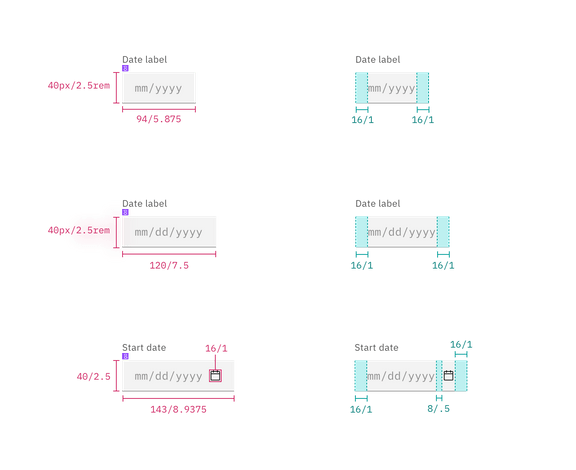 Date label
8
40px/2.5rem
mm/yyyy
94/5.875
Date label
mm/yyyy
16/1
16/1
Date label
8
40px/2.5rem
mm/dd/yyyy
120/7.5
Date label
mm/dd/yyyy
16/1
16/1
Start date
16/1
8
40/2.5
mm/dd/yyyy
143/8.9375
16/1
Start date
mm/dd/yyyy
16/1
8/.5